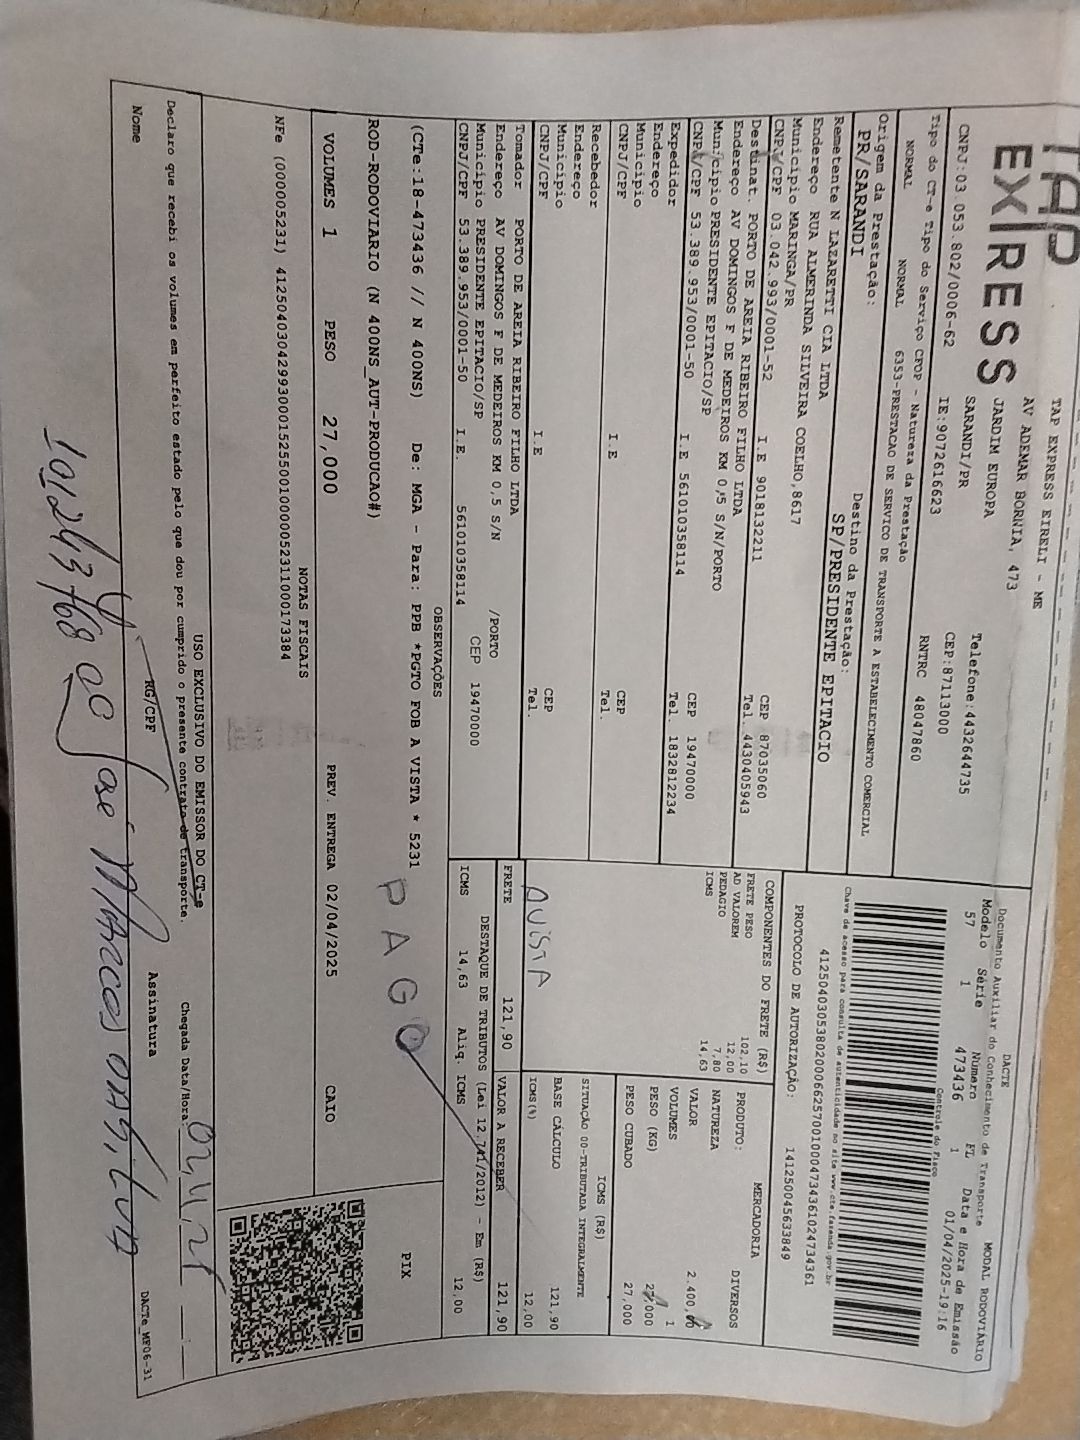 TAP
EX|RESS
TAP EXPRESS EIRELI - ME
AV ADEMAR BORNIA, 473
JARDIM EUROPA
SARANDI/PR
Telefone:4432644735
CEP:87113000
CNPJ:03.053.802/0006-62
IE:9072616623
RNTRC 48047860
Tipo do CT-e Tipo do Serviço CFOP - Natureza da Prestação
NORMAL NORMAL 6353-PRESTACAO DE SERVICO DE TRANSPORTE A ESTABELECIMENTO COMERCIAL
Origem da Prestação:
PR/SARANDI
Destino da Prestação:
SP/PRESIDENTE EPITACIO
DACTE
Documento Auxiliar do Conhecimento de Transporte
MODAL RODOVIARIO
Modelo Série Número FL Data e Hora de Emissão
57 1 473436 1 01/04/2025-19:16
Controle do Fisco
Chave de acesso para consulta de autenticidade no site www.cte.fazenda.gov.br
41250403053802000662570010004734361024734361
PROTOCOLO DE AUTORIZAÇÃO: 141250045633849
Remetente N LAZARETTI CIA LTDA
Endereço RUA ALMERINDA SILVEIRA COELHO,8617
Município MARINGA/PR
CEP 87035060
CNPJ/CPF 03.042.993/0001-52 I.E 9018132211 Tel. 4430405943
Destinat. PORTO DE AREIA RIBEIRO FILHO LTDA
Endereço AV DOMINGOS F DE MEDEIROS KM 0,5 S/N/PORTO
Município PRESIDENTE EPITACIO/SP CEP 19470000
CNPJ/CPF 53.389.953/0001-50 I.E 561010358114 Tel. 1832812234
Expedidor
Endereço
Município CEP
CNPJ/CPF I.E Tel.
Recebedor
Endereço
Município CEP
CNPJ/CPF I.E Tel.
Tomador PORTO DE AREIA RIBEIRO FILHO LTDA
Endereço AV DOMINGOS F DE MEDEIROS KM 0,5 S/N /PORTO
Município PRESIDENTE EPITACIO/SP CEP 19470000
CNPJ/CPF 53.389.953/0001-50 I.E. 561010358114
COMPONENTES DO FRETE (R$)
FRETE PESO 102,10
AD VALOREM 12,00
PEDAGIO 7,80
ICMS 14,63
AVISTA
FRETE 121,90
MERCADORIA
PRODUTO: DIVERSOS
NATUREZA
VALOR 2.400,00
VOLUMES 1
PESO (KG) 27,000
PESO CUBADO 27,000
ICMS (R$)
SITUAÇÃO 00-TRIBUTADA INTEGRALMENTE
BASE CÁLCULO 121,90
ICMS(%) 12,00
VALOR A RECEBER 121,90
DESTAQUE DE TRIBUTOS (Lei 12.741/2012) - Em (R$)
ICMS 14,63 Aliq. ICMS 12,00
OBSERVAÇÕES
(CTe:18-473436 // N 400NS) De: MGA - Para: PPB *PGTO FOB A VISTA * 5231
PAGO
PIX
ROD-RODOVIARIO (N 400NS_AUT-PRODUCAO#)
VOLUMES 1 PESO 27,000 PREV. ENTREGA 02/04/2025 CAIO
NOTAS FISCAIS
NFe (000005231) 41250403042993000152550010000052311000173384
USO EXCLUSIVO DO EMISSOR DO CT-e
Declaro que recebi os volumes em perfeito estado pelo que dou por cumprido o presente contrato de transporte.
Chegada Data/Hora:
Nome RG/CPF Assinatura
DACTe_MF06-31